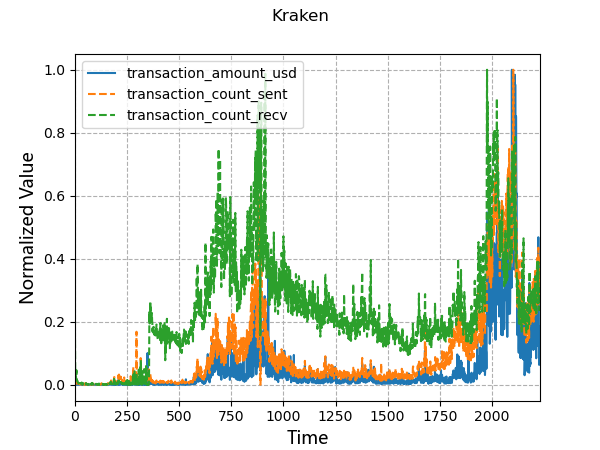 Kraken
1.0
0.8
0.6
0.4
0.2
0.0
Normalized Value
transaction_amount_usd
transaction_count_sent
transaction_count_recv
0 250 500 750 1000 1250 1500 1750 2000
Time